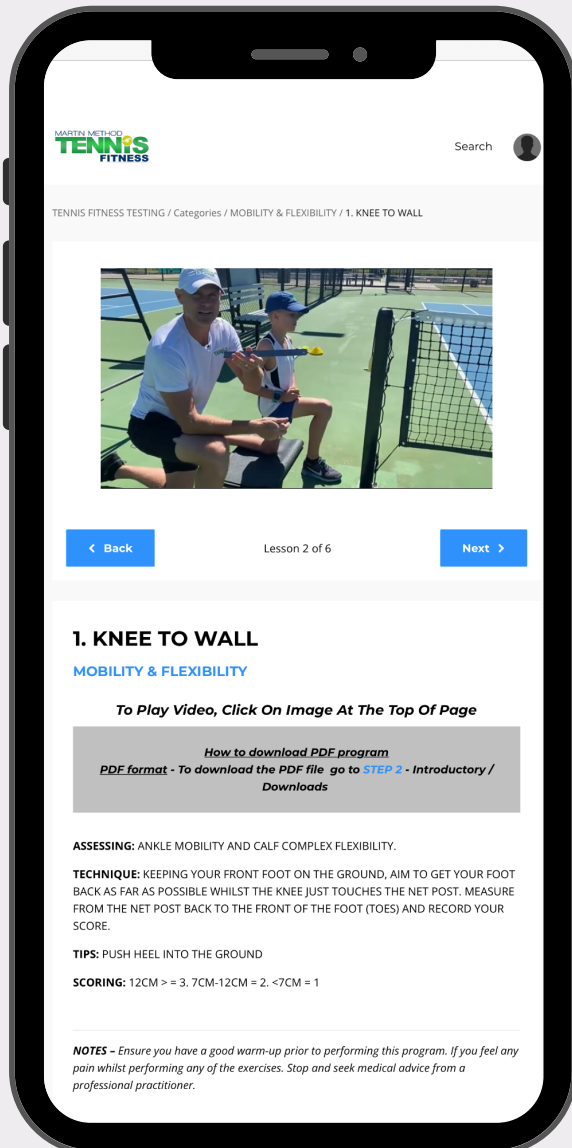 MARTIN METHOD
TENNIS
FITNESS
Search
TENNIS FITNESS TESTING / Categories / MOBILITY & FLEXIBILITY / 1. KNEE TO WALL
Back
Lesson 2 of 6
Next
1. KNEE TO WALL
MOBILITY & FLEXIBILITY
To Play Video, Click On Image At The Top Of Page
How to download PDF program
PDF format - To download the PDF file go to STEP 2 - Introductory /
Downloads
ASSESSING: ANKLE MOBILITY AND CALF COMPLEX FLEXIBILITY.
TECHNIQUE: KEEPING YOUR FRONT FOOT ON THE GROUND, AIM TO GET YOUR FOOT
BACK AS FAR AS POSSIBLE WHILST THE KNEE JUST TOUCHES THE NET POST. MEASURE
FROM THE NET POST BACK TO THE FRONT OF THE FOOT (TOES) AND RECORD YOUR
SCORE.
TIPS: PUSH HEEL INTO THE GROUND
SCORING: 12CM > = 3. 7CM-12CM = 2. <7CM = 1
NOTES – Ensure you have a good warm-up prior to performing this program. If you feel any
pain whilst performing any of the exercises. Stop and seek medical advice from a
professional practitioner.